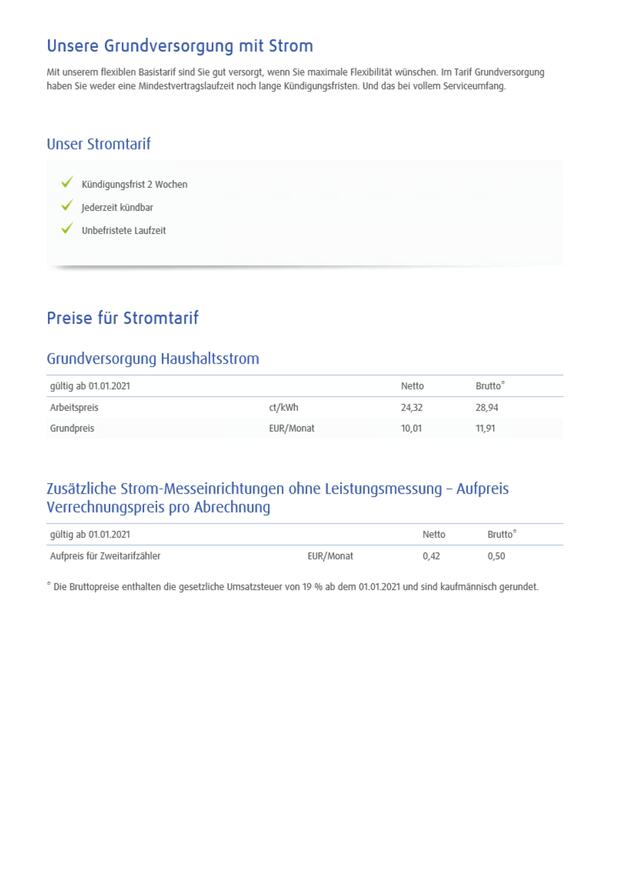 Unsere Grundversorgung mit Strom
Mit unserem flexiblen Basistarif sind Sie gut versorgt, wenn Sie maximale Flexibilität wünschen. Im Tarif Grundversorgung
haben Sie weder eine Mindestvertragslaufzeit noch lange Kündigungsfristen. Und das bei vollem Serviceumfang.
Unser Stromtarif
Kündigungsfrist 2 Wochen
Jederzeit kündbar
Unbefristete Laufzeit
Preise für Stromtarif
Grundversorgung Haushaltsstrom
gültig ab 01.01.2021 Netto Brutto*
Arbeitspreis ct/kWh 24,32 28,94
Grundpreis EUR/Monat 10,01 11,91
Zusätzliche Strom-Messeinrichtungen ohne Leistungsmessung – Aufpreis
Verrechnungspreis pro Abrechnung
gültig ab 01.01.2021 Netto Brutto*
Aufpreis für Zweitarifzähler EUR/Monat 0,42 0,50
* Die Bruttopreise enthalten die gesetzliche Umsatzsteuer von 19 % ab dem 01.01.2021 und sind kaufmännisch gerundet.